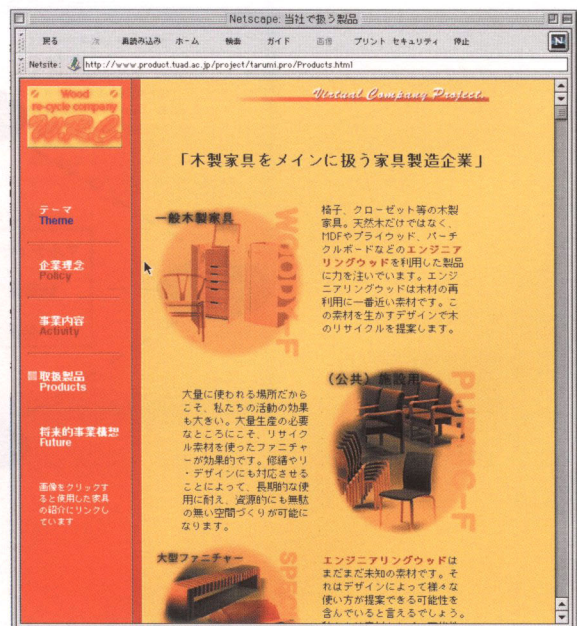 Netscape: 当社で扱う製品
戻る 次 再読み込み ホーム 検索 ガイド 画像 プリント セキュリティ 停止
N
Netsite: http://www.product.tuad.ac.jp/project/tarumi.pro/Products.html
Wood
re-cycle company
W.R.C.
テーマ
Theme
企業理念
Policy
事業内容
Activity
取扱製品
Products
将来的事業構想
Future
画像をクリックす
ると使用した家具
の紹介にリンクし
ています
Virtual Company Project.
「木製家具をメインに扱う家具製造企業」
一般木製家具
WOOD-F
椅子、クローゼット等の木製
家具。天然木だけではなく、
MDFやプライウッド、パーチ
クルボードなどのエンジニア
リングウッドを利用した製品
に力を注いでいます。エンジ
ニアリングウッドは木材の再
利用に一番近い素材です。こ
の素材を生かすデザインで木
のリサイクルを提案します。
大量に使われる場所だから
こそ、私たちの活動の効果
も大きい。大量生産の必要
なところにこそ、リサイク
ル素材を使ったファニチャ
ーが効果的です。修繕やリ
・デザインにも対応させる
ことによって、長期的な使
用に耐え、資源的にも無駄
の無い空間づくりが可能に
なります。
(公共)施設用
大型ファニチャー
SPEC
エンジニアリングウッドは
まだまだ未知の素材です。そ
れはデザインによって様々な
使い方が提案できる可能性を
含んでいると言えるでしょう。